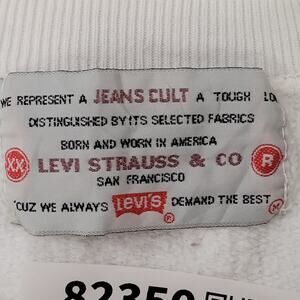 WE REPRESENT A JEANS CULT A TOUGH
DISTINGUISHED BY ITS SELECTED FABRICS
BORN AND WORN IN AMERICA
XX LEVI STRAUSS & CO R
SAN FRANCISCO
'CUZ WE ALWAYS LEVI'S ® DEMAND THE BEST
82350